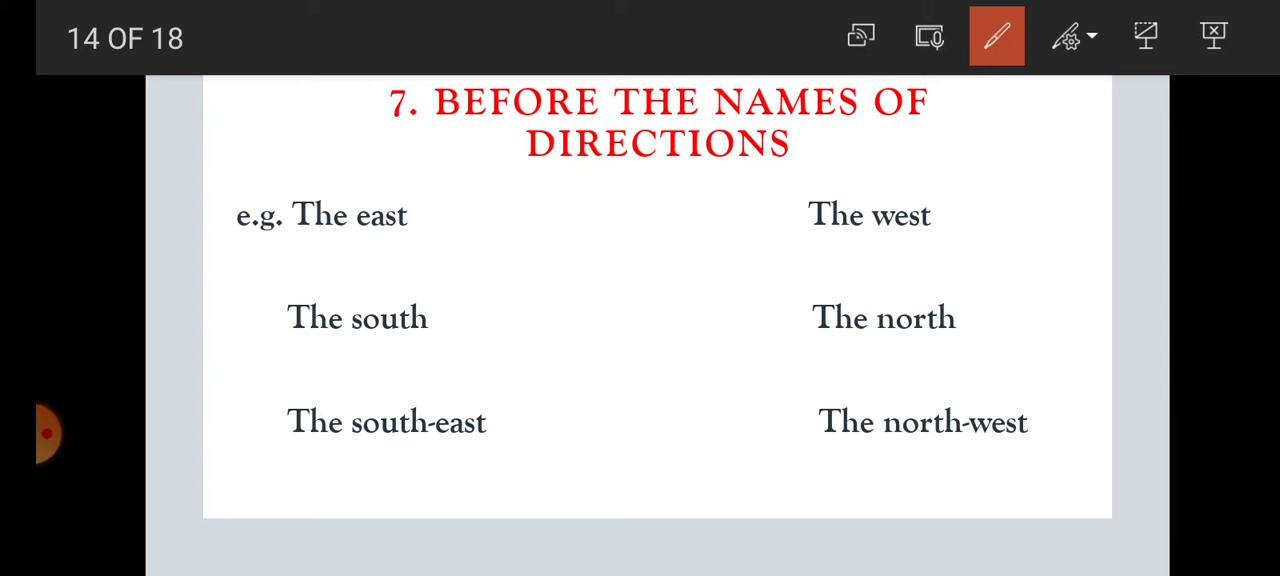 14 OF 18
7. BEFORE THE NAMES OF
DIRECTIONS
e.g. The east The west
The south The north
The south-east The north-west